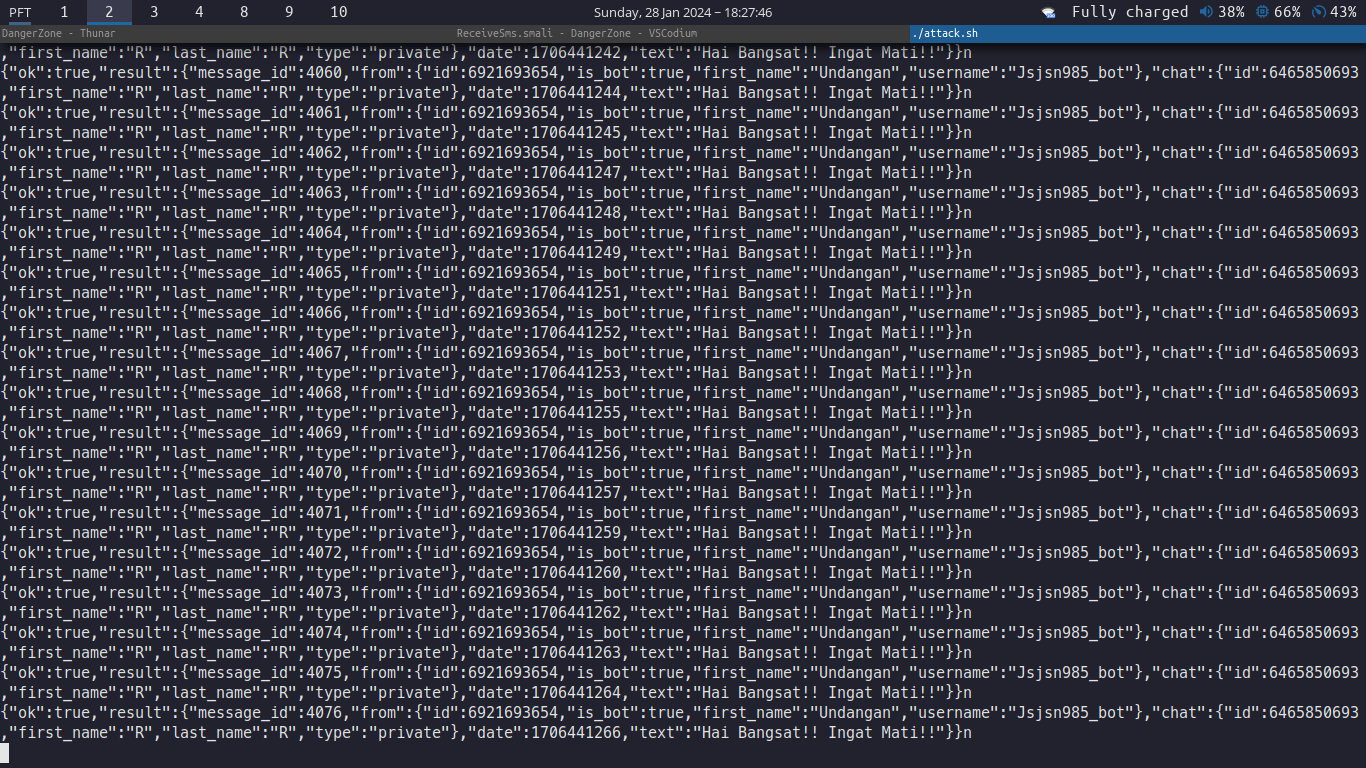 PFT 1 2 3 4 8 9 10 Sunday, 28 Jan 2024 ~ 18:27:46 Fully charged 38% 66% 43%
DangerZone - Thunar ReceiveSms.smali - DangerZone - VSCodium ./attack.sh
,"first_name":"R","last_name":"R","type":"private"},"date":1706441242,"text":"Hai Bangsat!! Ingat Mati!!"}}n
{"ok":true,"result":{"message_id":4060,"from":{"id":6921693654,"is_bot":true,"first_name":"Undangan","username":"Jsjsn985_bot"},"chat":{"id":6465850693
,"first_name":"R","last_name":"R","type":"private"},"date":1706441244,"text":"Hai Bangsat!! Ingat Mati!!"}}n
{"ok":true,"result":{"message_id":4061,"from":{"id":6921693654,"is_bot":true,"first_name":"Undangan","username":"Jsjsn985_bot"},"chat":{"id":6465850693
,"first_name":"R","last_name":"R","type":"private"},"date":1706441245,"text":"Hai Bangsat!! Ingat Mati!!"}}n
{"ok":true,"result":{"message_id":4062,"from":{"id":6921693654,"is_bot":true,"first_name":"Undangan","username":"Jsjsn985_bot"},"chat":{"id":6465850693
,"first_name":"R","last_name":"R","type":"private"},"date":1706441247,"text":"Hai Bangsat!! Ingat Mati!!"}}n
{"ok":true,"result":{"message_id":4063,"from":{"id":6921693654,"is_bot":true,"first_name":"Undangan","username":"Jsjsn985_bot"},"chat":{"id":6465850693
,"first_name":"R","last_name":"R","type":"private"},"date":1706441248,"text":"Hai Bangsat!! Ingat Mati!!"}}n
{"ok":true,"result":{"message_id":4064,"from":{"id":6921693654,"is_bot":true,"first_name":"Undangan","username":"Jsjsn985_bot"},"chat":{"id":6465850693
,"first_name":"R","last_name":"R","type":"private"},"date":1706441249,"text":"Hai Bangsat!! Ingat Mati!!"}}n
{"ok":true,"result":{"message_id":4065,"from":{"id":6921693654,"is_bot":true,"first_name":"Undangan","username":"Jsjsn985_bot"},"chat":{"id":6465850693
,"first_name":"R","last_name":"R","type":"private"},"date":1706441251,"text":"Hai Bangsat!! Ingat Mati!!"}}n
{"ok":true,"result":{"message_id":4066,"from":{"id":6921693654,"is_bot":true,"first_name":"Undangan","username":"Jsjsn985_bot"},"chat":{"id":6465850693
,"first_name":"R","last_name":"R","type":"private"},"date":1706441252,"text":"Hai Bangsat!! Ingat Mati!!"}}n
{"ok":true,"result":{"message_id":4067,"from":{"id":6921693654,"is_bot":true,"first_name":"Undangan","username":"Jsjsn985_bot"},"chat":{"id":6465850693
,"first_name":"R","last_name":"R","type":"private"},"date":1706441253,"text":"Hai Bangsat!! Ingat Mati!!"}}n
{"ok":true,"result":{"message_id":4068,"from":{"id":6921693654,"is_bot":true,"first_name":"Undangan","username":"Jsjsn985_bot"},"chat":{"id":6465850693
,"first_name":"R","last_name":"R","type":"private"},"date":1706441255,"text":"Hai Bangsat!! Ingat Mati!!"}}n
{"ok":true,"result":{"message_id":4069,"from":{"id":6921693654,"is_bot":true,"first_name":"Undangan","username":"Jsjsn985_bot"},"chat":{"id":6465850693
,"first_name":"R","last_name":"R","type":"private"},"date":1706441256,"text":"Hai Bangsat!! Ingat Mati!!"}}n
{"ok":true,"result":{"message_id":4070,"from":{"id":6921693654,"is_bot":true,"first_name":"Undangan","username":"Jsjsn985_bot"},"chat":{"id":6465850693
,"first_name":"R","last_name":"R","type":"private"},"date":1706441257,"text":"Hai Bangsat!! Ingat Mati!!"}}n
{"ok":true,"result":{"message_id":4071,"from":{"id":6921693654,"is_bot":true,"first_name":"Undangan","username":"Jsjsn985_bot"},"chat":{"id":6465850693
,"first_name":"R","last_name":"R","type":"private"},"date":1706441259,"text":"Hai Bangsat!! Ingat Mati!!"}}n
{"ok":true,"result":{"message_id":4072,"from":{"id":6921693654,"is_bot":true,"first_name":"Undangan","username":"Jsjsn985_bot"},"chat":{"id":6465850693
,"first_name":"R","last_name":"R","type":"private"},"date":1706441260,"text":"Hai Bangsat!! Ingat Mati!!"}}n
{"ok":true,"result":{"message_id":4073,"from":{"id":6921693654,"is_bot":true,"first_name":"Undangan","username":"Jsjsn985_bot"},"chat":{"id":6465850693
,"first_name":"R","last_name":"R","type":"private"},"date":1706441262,"text":"Hai Bangsat!! Ingat Mati!!"}}n
{"ok":true,"result":{"message_id":4074,"from":{"id":6921693654,"is_bot":true,"first_name":"Undangan","username":"Jsjsn985_bot"},"chat":{"id":6465850693
,"first_name":"R","last_name":"R","type":"private"},"date":1706441263,"text":"Hai Bangsat!! Ingat Mati!!"}}n
{"ok":true,"result":{"message_id":4075,"from":{"id":6921693654,"is_bot":true,"first_name":"Undangan","username":"Jsjsn985_bot"},"chat":{"id":6465850693
,"first_name":"R","last_name":"R","type":"private"},"date":1706441264,"text":"Hai Bangsat!! Ingat Mati!!"}}n
{"ok":true,"result":{"message_id":4076,"from":{"id":6921693654,"is_bot":true,"first_name":"Undangan","username":"Jsjsn985_bot"},"chat":{"id":6465850693
,"first_name":"R","last_name":"R","type":"private"},"date":1706441266,"text":"Hai Bangsat!! Ingat Mati!!"}}n